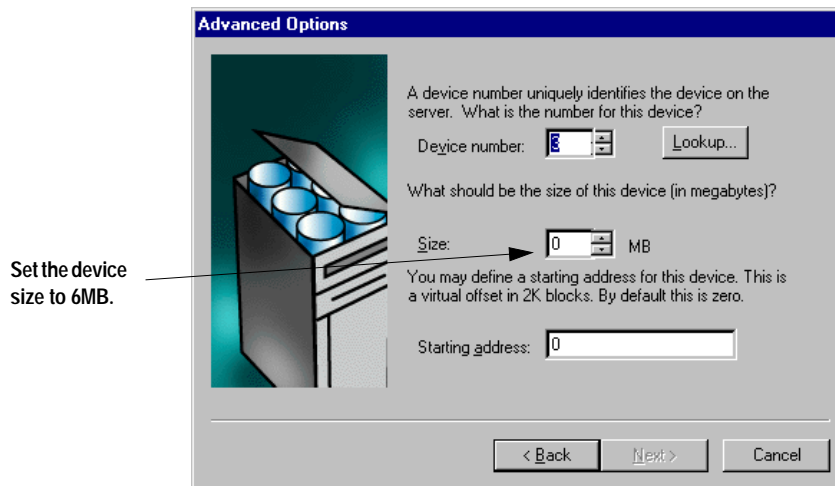 Advanced Options
A device number uniquely identifies the device on the
server. What is the number for this device?
Device number:
Lookup...
What should be the size of this device (in megabytes)?
Size: 0 MB
Set the device
size to 6MB.
You may define a starting address for this device. This is
a virtual offset in 2K blocks. By default this is zero.
Starting address: 0
< Back Next > Cancel